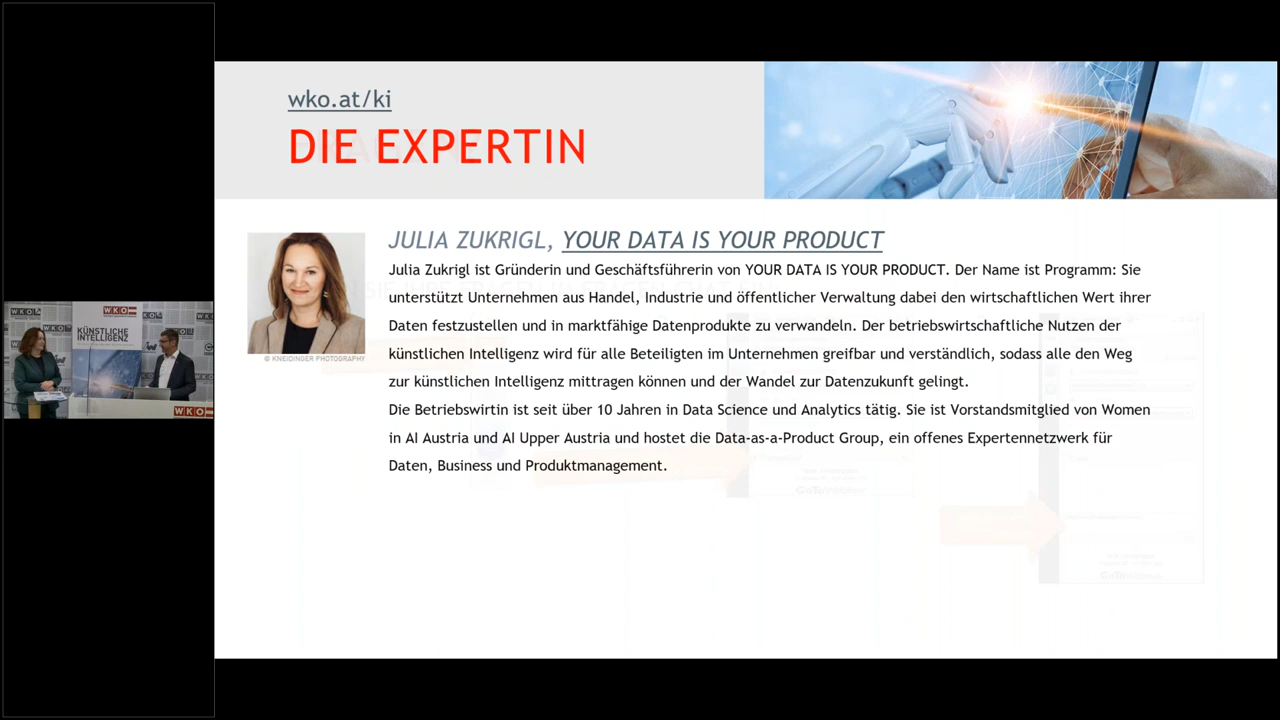 wko.at/ki
DIE EXPERTIN
JULIA ZUKRIGL, YOUR DATA IS YOUR PRODUCT
Julia Zukrigl ist Gründerin und Geschäftsführerin von YOUR DATA IS YOUR PRODUCT. Der Name ist Programm: Sie
unterstützt Unternehmen aus Handel, Industrie und öffentlicher Verwaltung dabei den wirtschaftlichen Wert ihrer
Daten festzustellen und in marktfähige Datenprodukte zu verwandeln. Der betriebswirtschaftliche Nutzen der
künstlichen Intelligenz wird für alle Beteiligten im Unternehmen greifbar und verständlich, sodass alle den Weg
zur künstlichen Intelligenz mittragen können und der Wandel zur Datenzukunft gelingt.
Die Betriebswirtin ist seit über 10 Jahren in Data Science und Analytics tätig. Sie ist Vorstandsmitglied von Women
in AI Austria und AI Upper Austria und hostet die Data-as-a-Product Group, ein offenes Expertennetzwerk für
Daten, Business und Produktmanagement.
© KNEIDINGER PHOTOGRAPHY
WKO
KÜNSTLICHE
INTELLIGENZ
WKO